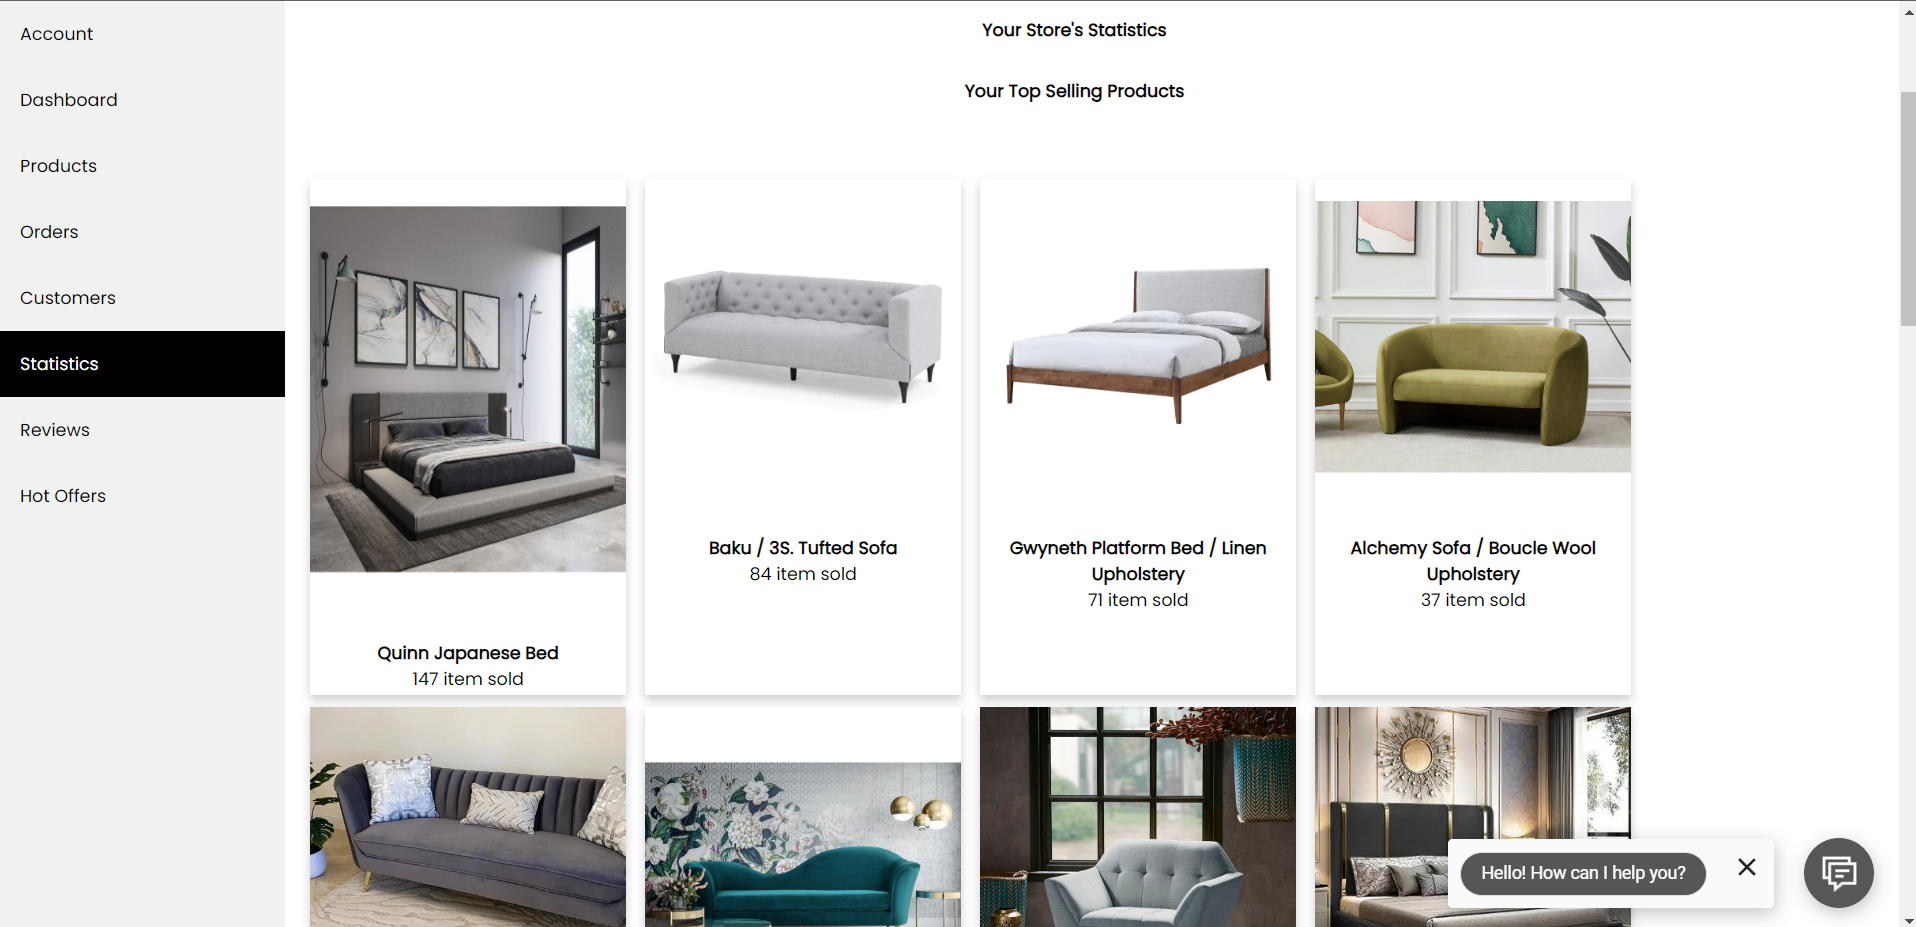 Account
Dashboard
Products
Orders
Customers
Statistics
Reviews
Hot Offers
Your Store's Statistics
Your Top Selling Products
Quinn Japanese Bed
147 item sold
Baku / 3S. Tufted Sofa
84 item sold
Gwyneth Platform Bed / Linen
Upholstery
71 item sold
Alchemy Sofa / Boucle Wool
Upholstery
37 item sold
Hello! How can I help you?